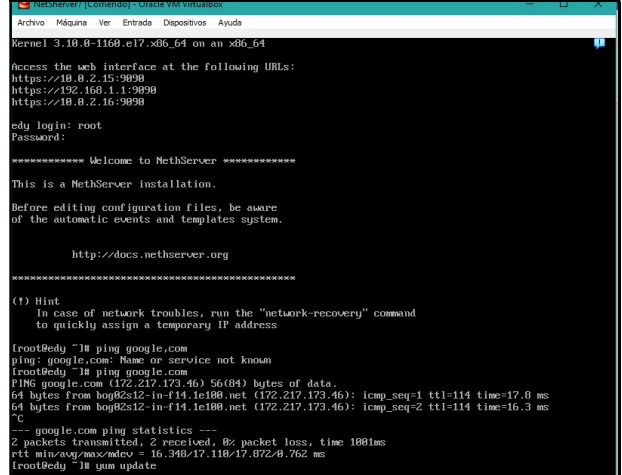 NetSherver7 [Corriendo] - Oracle VM VirtualBox
Archivo Máquina Ver Entrada Dispositivos Ayuda
Kernel 3.10.0-1160.el7.x86_64 on an x86_64
Access the web interface at the following URLs:
https://10.0.2.15:9090
https://192.168.1.1:9090
https://10.0.2.16:9090
edy login: root
Password:
************ Welcome to NethServer ************
This is a NethServer installation.
Before editing configuration files, be aware
of the automatic events and templates system.
http://docs.nethserver.org
***********************************************
(!) Hint
In case of network troubles, run the "network-recovery" command
to quickly assign a temporary IP address
[root@edy ~]# ping google,com
ping: google,com: Name or service not known
[root@edy ~]# ping google.com
PING google.com (172.217.173.46) 56(84) bytes of data.
64 bytes from bog02s12-in-f14.1e100.net (172.217.173.46): icmp_seq=1 ttl=114 time=17.8 ms
64 bytes from bog02s12-in-f14.1e100.net (172.217.173.46): icmp_seq=2 ttl=114 time=16.3 ms
^C
--- google.com ping statistics ---
2 packets transmitted, 2 received, 0% packet loss, time 1001ms
rtt min/avg/max/mdev = 16.348/17.110/17.872/0.762 ms
[root@edy ~]# yum update